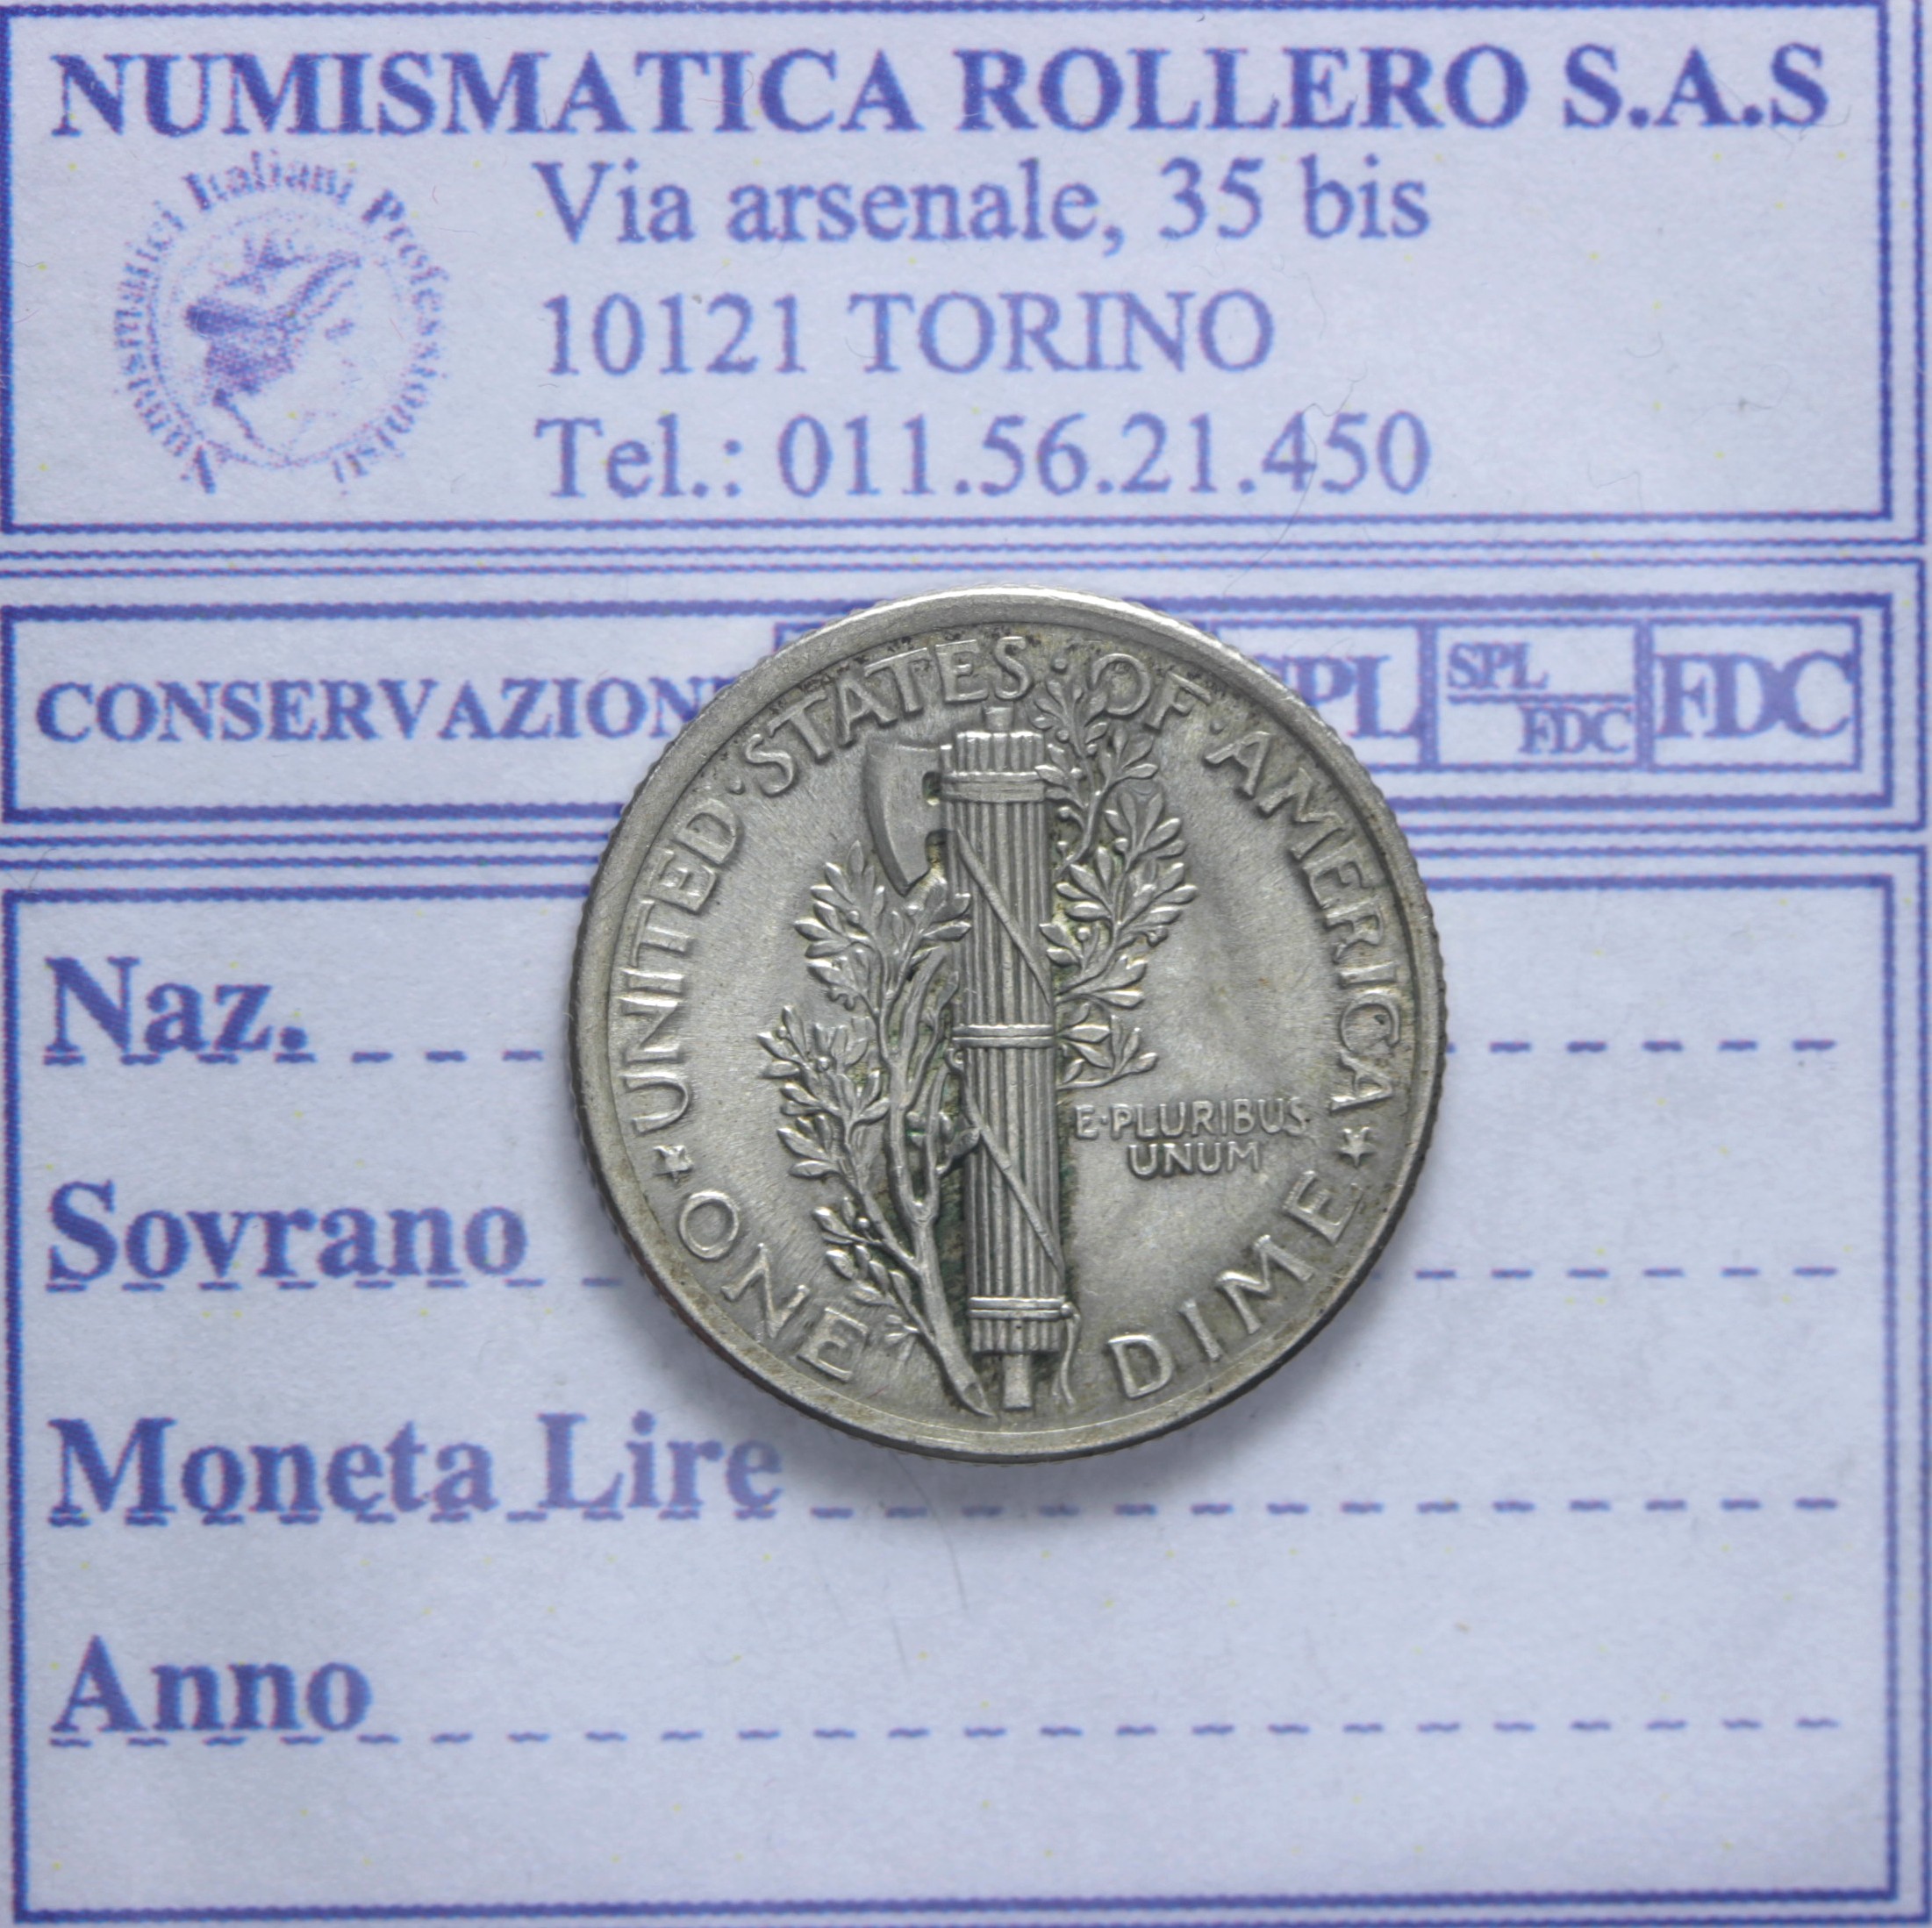 NUMISMATICA ROLLERO S.A.S
Numismatici Italiani Professionisti
Via arsenale, 35 bis
10121 TORINO
Tel.: 011.56.21.450
CONSERVAZION
SPL
SPL
FDC
FDC
UNITED·STATES·OF·AMERICA
E·PLURIBUS
UNUM
ONE DIME
Naz.
Sovrano
Moneta Lire
Anno